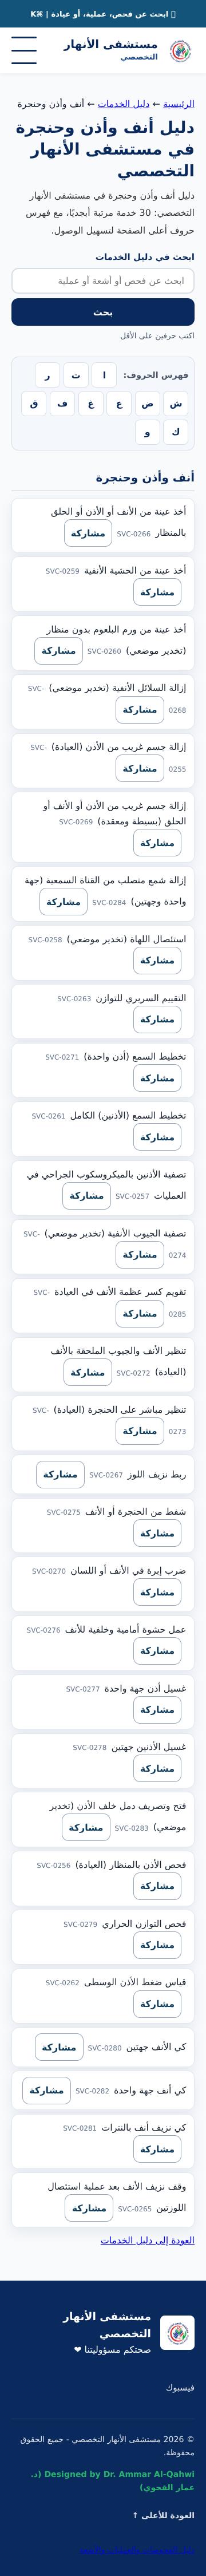 ابحث عن فحص، عملية، أو عيادة | ⌘K
مستشفى الأنهار
التخصصي
الرئيسية ← دليل الخدمات ← أنف وأذن وحنجرة
دليل أنف وأذن وحنجرة
في مستشفى الأنهار
التخصصي
دليل أنف وأذن وحنجرة في مستشفى الأنهار
التخصصي: 30 خدمة مرتبة أبجديًا، مع فهرس
حروف أعلى الصفحة لتسهيل الوصول.
ابحث في دليل الخدمات
ابحث عن فحص أو أشعة أو عملية
بحث
اكتب حرفين على الأقل
فهرس الحروف: ا ت ر
ش ص ع غ ف ق
ك و
أنف وأذن وحنجرة
أخذ عينة من الأنف أو الأذن أو الحلق
بالمنظار SVC-0266 مشاركة
أخذ عينة من الحشية الأنفية SVC-0259
مشاركة
أخذ عينة من ورم البلعوم بدون منظار
(تخدير موضعي) SVC-0260 مشاركة
إزالة السلائل الأنفية (تخدير موضعي) SVC-
0268 مشاركة
إزالة جسم غريب من الأذن (العيادة) SVC-
0255 مشاركة
إزالة جسم غريب من الأذن أو الأنف أو
الحلق (بسيطة ومعقدة) SVC-0269
مشاركة
إزالة شمع متصلب من القناة السمعية (جهة
واحدة وجهتين) SVC-0284 مشاركة
استئصال اللهاة (تخدير موضعي) SVC-0258
مشاركة
التقييم السريري للتوازن SVC-0263
مشاركة
تخطيط السمع (أذن واحدة) SVC-0271
مشاركة
تخطيط السمع (الأذنين) الكامل SVC-0261
مشاركة
تصفية الأذنين بالميكروسكوب الجراحي في
العمليات SVC-0257 مشاركة
تصفية الجيوب الأنفية (تخدير موضعي) SVC-
0274 مشاركة
تقويم كسر عظمة الأنف في العيادة SVC-
0285 مشاركة
تنظير الأنف والجيوب الملحقة بالأنف
(العيادة) SVC-0272 مشاركة
تنظير مباشر على الحنجرة (العيادة) SVC-
0273 مشاركة
ربط نزيف اللوز SVC-0267 مشاركة
شفط من الحنجرة أو الأنف SVC-0275
مشاركة
ضرب إبرة في الأنف أو اللسان SVC-0270
مشاركة
عمل حشوة أمامية وخلفية للأنف SVC-0276
مشاركة
غسيل أذن جهة واحدة SVC-0277
مشاركة
غسيل الأذنين جهتين SVC-0278
مشاركة
فتح وتصريف دمل خلف الأذن (تخدير
موضعي) SVC-0283 مشاركة
فحص الأذن بالمنظار (العيادة) SVC-0256
مشاركة
فحص التوازن الحراري SVC-0279
مشاركة
قياس ضغط الأذن الوسطى SVC-0262
مشاركة
كي الأنف جهتين SVC-0280 مشاركة
كي أنف جهة واحدة SVC-0282 مشاركة
كي نزيف أنف بالنترات SVC-0281
مشاركة
وقف نزيف الأنف بعد عملية استئصال
اللوزتين SVC-0265 مشاركة
العودة إلى دليل الخدمات
مستشفى الأنهار
التخصصي
صحتكم مسؤوليتنا ❤
فيسبوك
© 2026 مستشفى الأنهار التخصصي - جميع الحقوق
محفوظة.
Designed by Dr. Ammar Al-Qahwi (د.
عمار القحوي)
العودة للأعلى ↑